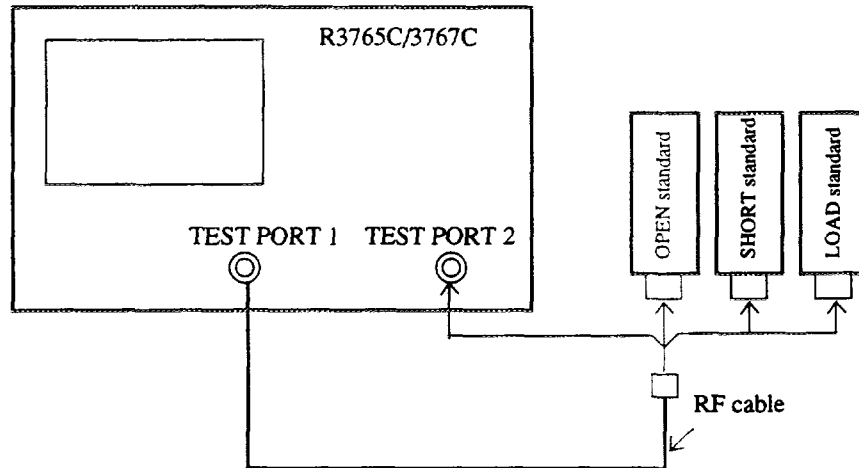 R3765C/3767C
TEST PORT 1
TEST PORT 2
OPEN standard
SHORT standard
LOAD standard
RF cable